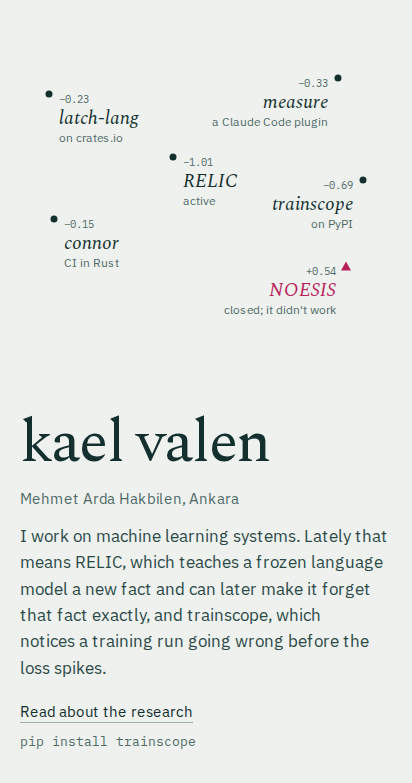 −0.33
measure
a Claude Code plugin
−0.23
latch-lang
on crates.io
−1.01
RELIC
active
−0.69
trainscope
on PyPI
−0.15
connor
CI in Rust
+0.54
NOESIS
closed; it didn't work
kael valen
Mehmet Arda Hakbilen, Ankara
I work on machine learning systems. Lately that
means RELIC, which teaches a frozen language
model a new fact and can later make it forget
that fact exactly, and trainscope, which
notices a training run going wrong before the
loss spikes.
Read about the research
pip install trainscope